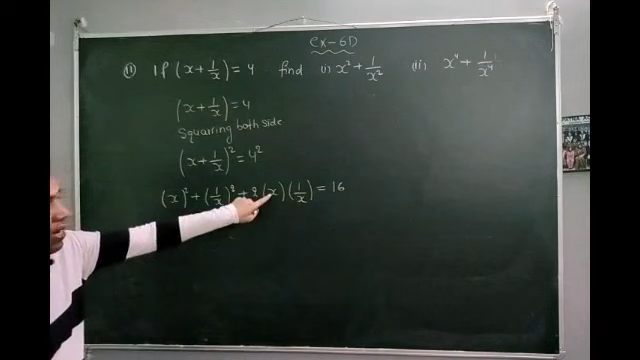 Ex-6D
(11) If (x + 1/x) = 4 find (i) x² + 1/x² (ii) x⁴ + 1/x⁴
(x + 1/x) = 4
Squaring both side
(x + 1/x)² = 4²
(x)² + (1/x)² + 2(x)(1/x) = 16